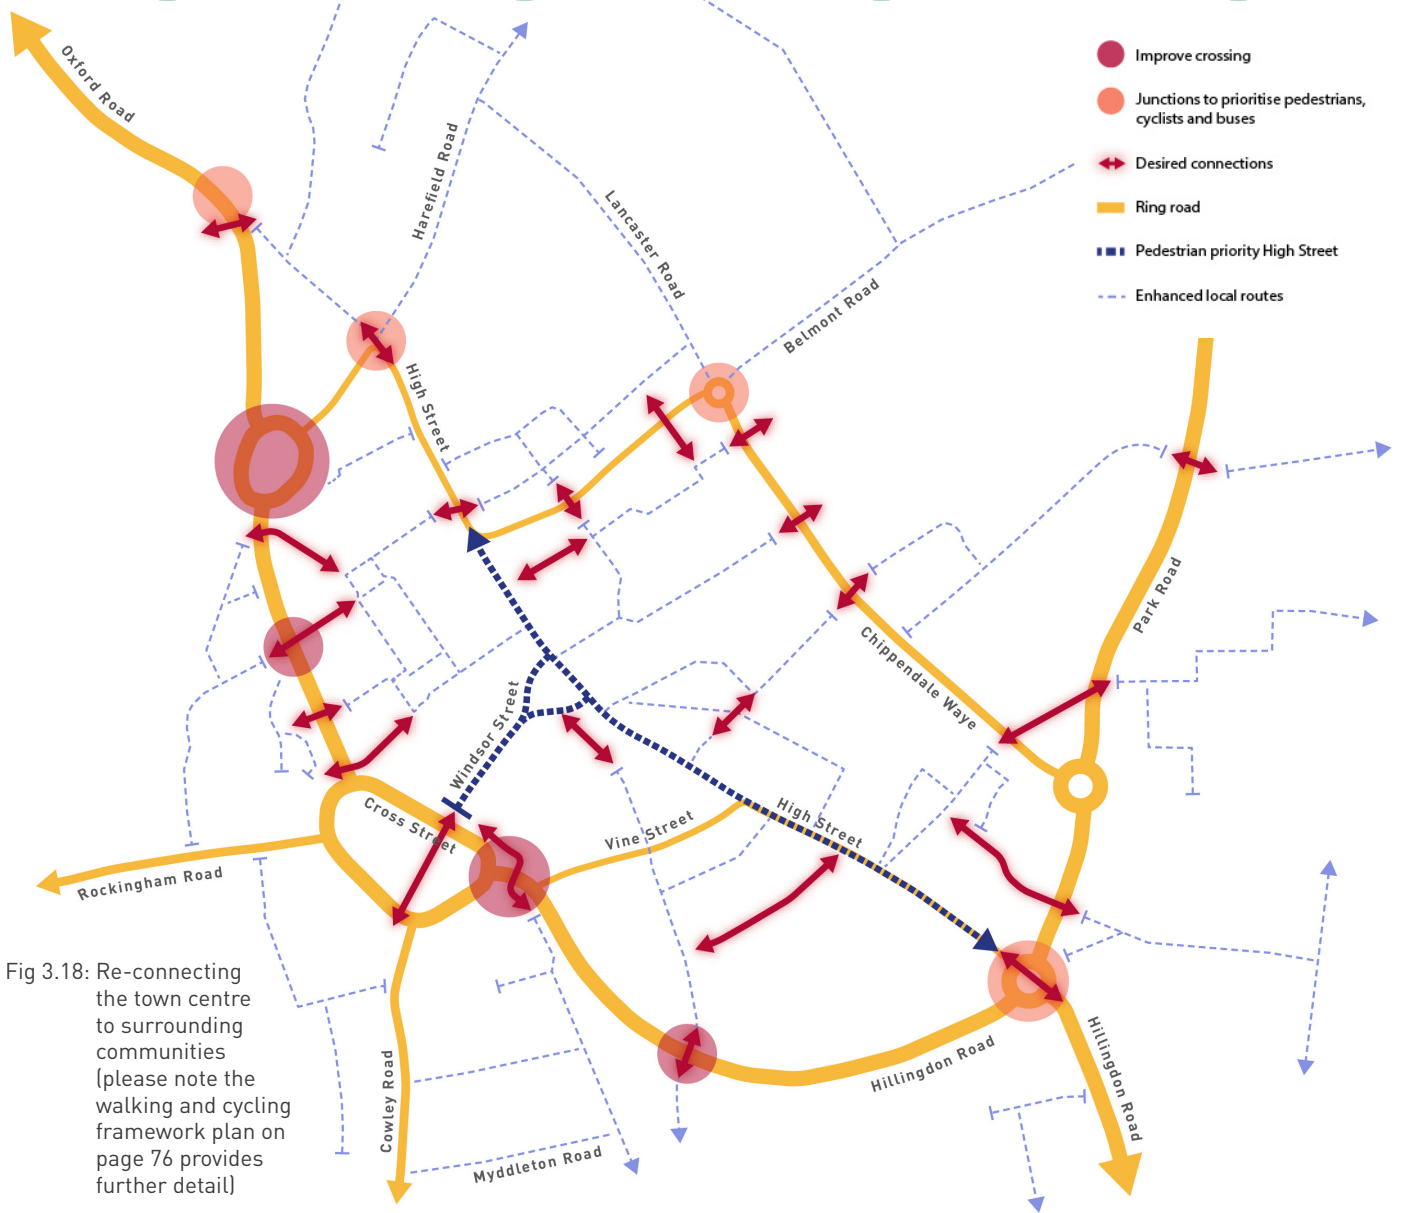 Oxford Road
Harefield Road
Lancaster Road
Belmont Road
Improve crossing
Junctions to prioritise pedestrians,
cyclists and buses
Desired connections
Ring road
Pedestrian priority High Street
Enhanced local routes
High Street
Park Road
Chippendale Waye
Windsor Street
Cross Street
Vine Street
High Street
Rockingham Road
Cowley Road
Myddleton Road
Hillingdon Road
Hillingdon Road
Fig 3.18: Re-connecting
the town centre
to surrounding
communities
(please note the
walking and cycling
framework plan on
page 76 provides
further detail)